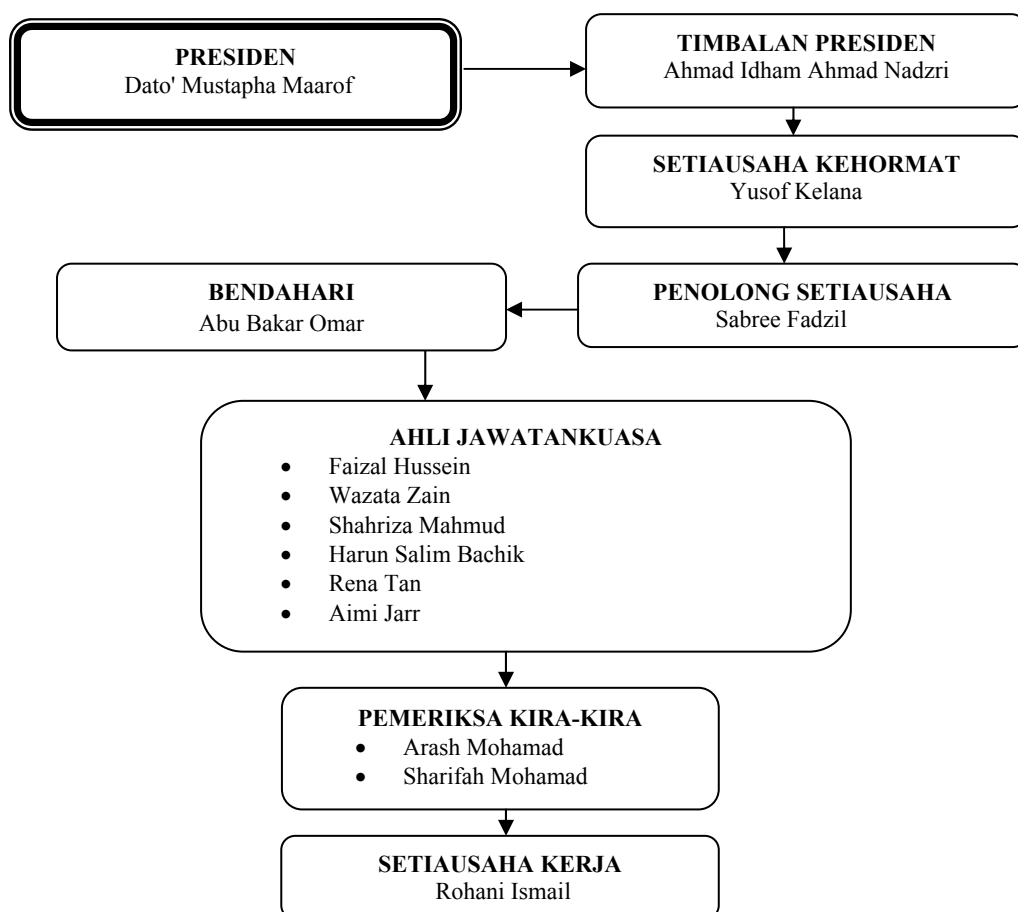 PRESIDEN
Dato' Mustapha Maarof
TIMBALAN PRESIDEN
Ahmad Idham Ahmad Nadzri
SETIAUSAHA KEHORMAT
Yusof Kelana
PENOLONG SETIAUSAHA
Sabree Fadzil
BENDAHARI
Abu Bakar Omar
AHLI JAWATANKUASA
• Faizal Hussein
• Wazata Zain
• Shahriza Mahmud
• Harun Salim Bachik
• Rena Tan
• Aimi Jarr
PEMERIKSA KIRA-KIRA
• Arash Mohamad
• Sharifah Mohamad
SETIAUSAHA KERJA
Rohani Ismail